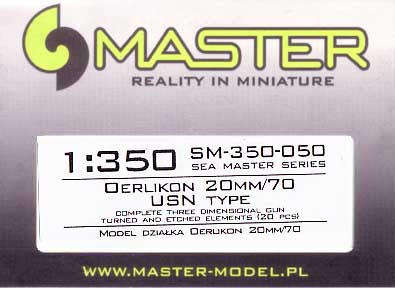 MASTER
REALITY IN MINIATURE
1:350 SM-350-050
SEA MASTER SERIES
OERLIKON 20MM/70
USN TYPE
COMPLETE THREE DIMENSIONAL GUN
TURNED AND ETCHED ELEMENTS (20 PCS)
MODEL DZIAŁKA OERLIKON 20MM/70
WWW.MASTER-MODEL.PL